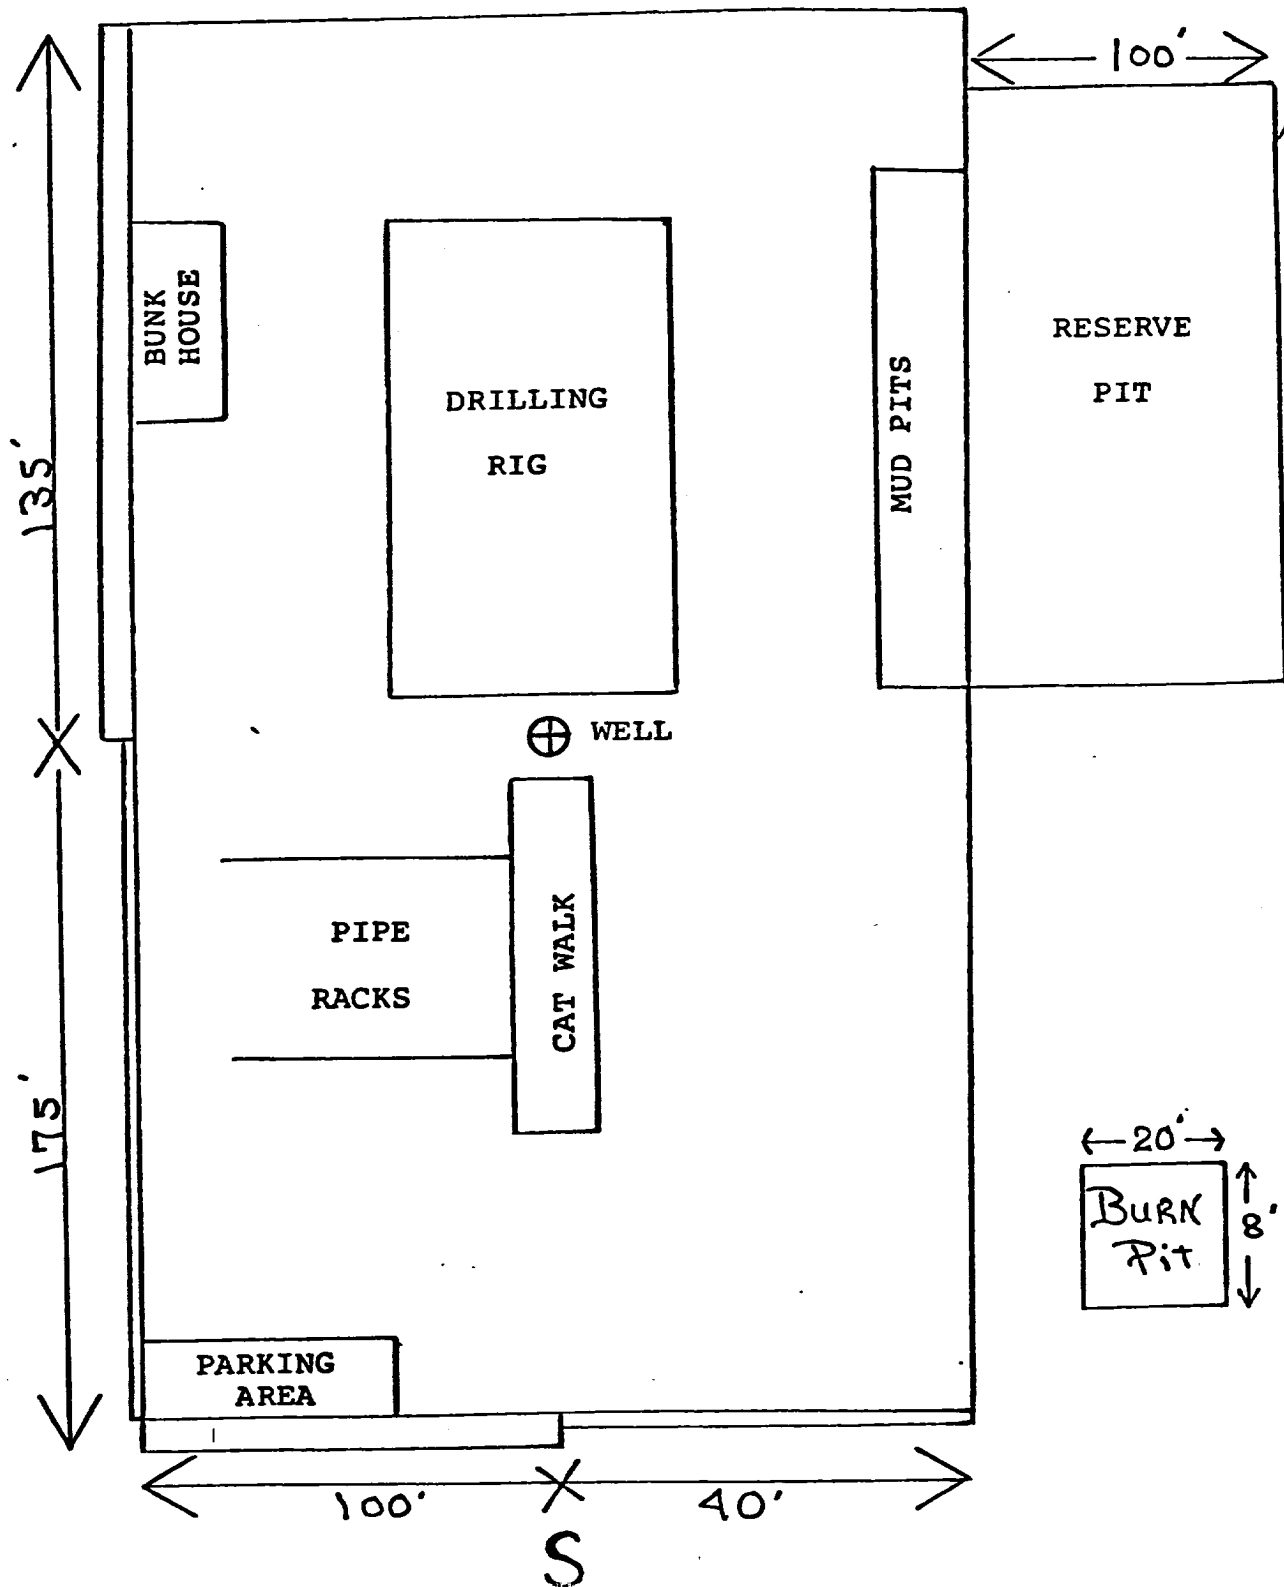 100'
BUNK
HOUSE
DRILLING
RIG
MUD PITS
RESERVE
PIT
135'
WELL
PIPE
RACKS
CAT WALK
175'
20'
BURN
Pit
8'
PARKING
AREA
100'
40'
S